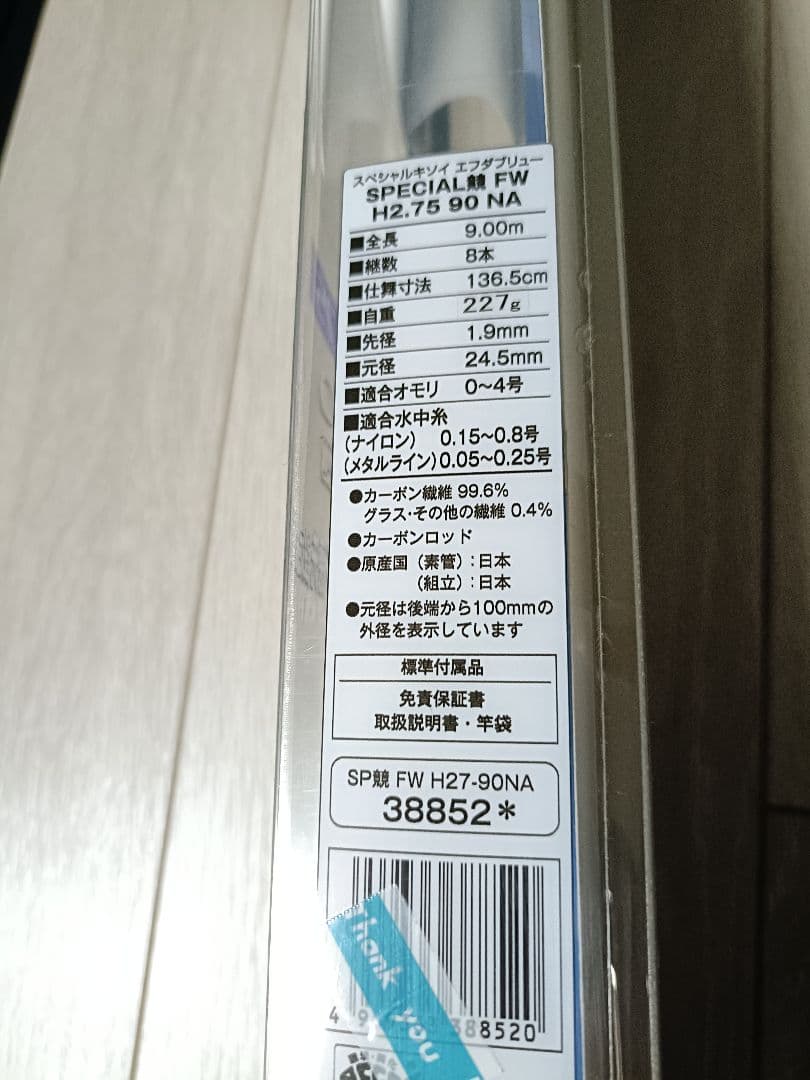 スペシャルキソイ エフダブリュー
SPECIAL競 FW
H2.75 90 NA
■全長 9.00m
■継数 8本
■仕舞寸法 136.5cm
■自重 227g
■先径 1.9mm
■元径 24.5mm
■適合オモリ 0～4号
■適合水中糸
(ナイロン) 0.15～0.8号
(メタルライン)0.05～0.25号
●カーボン繊維 99.6%
グラス・その他の繊維 0.4%
●カーボンロッド
●原産国（素管）：日本
（組立）：日本
●元径は後端から100mmの
外径を表示しています
標準付属品
免責保証書
取扱説明書・竿袋
SP競 FW H27-90NA
38852*
Thank you
4 9 388520